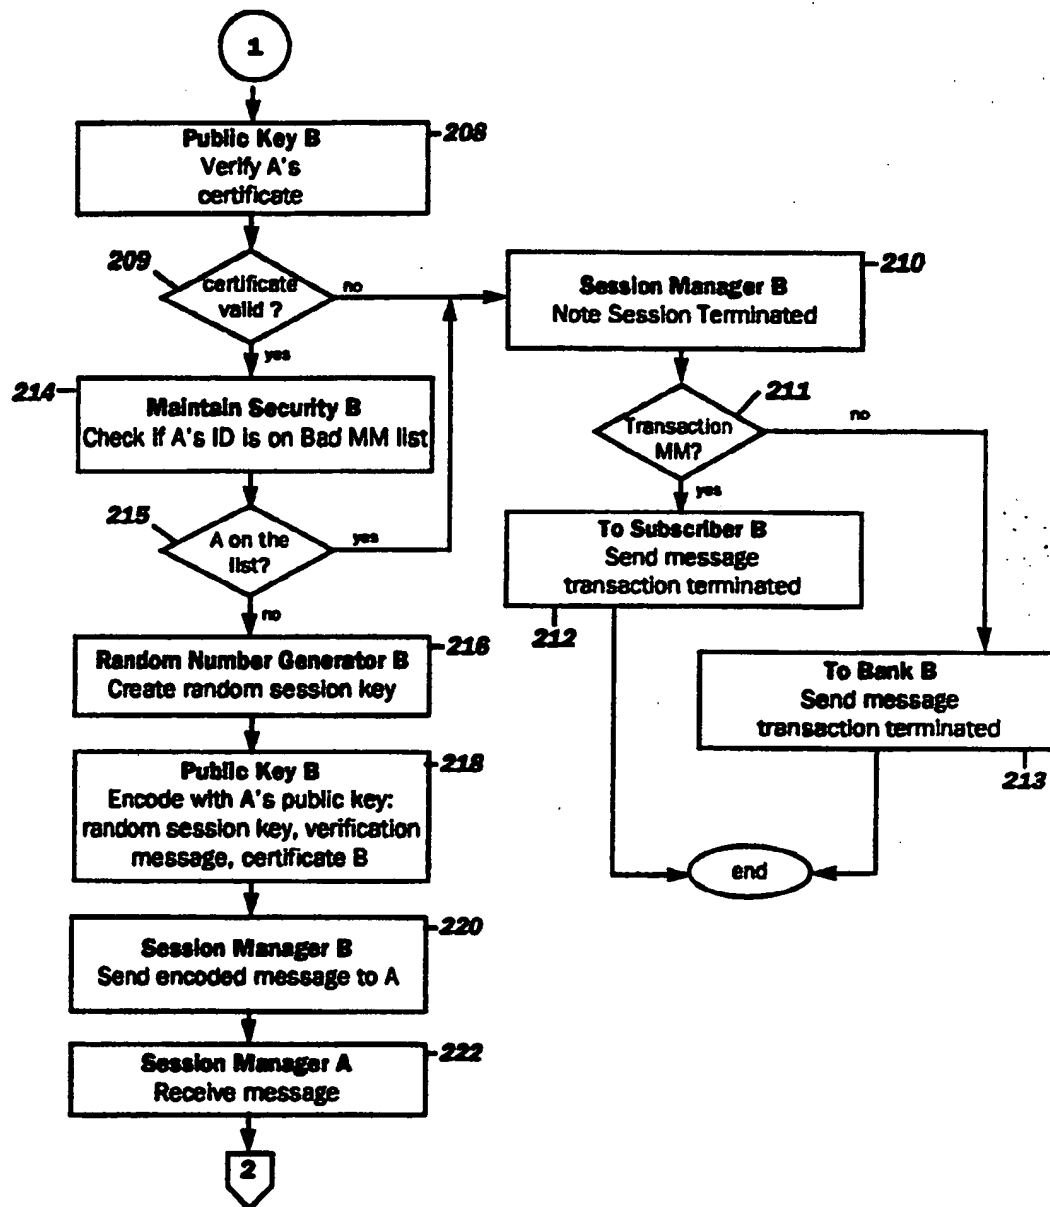 1
Public Key B
Verify A's
certificate
208
209
certificate
valid ?
no
yes
Session Manager B
Note Session Terminated
210
214
Maintain Security B
Check if A's ID is on Bad MM list
211
Transaction
MM?
no
yes
215
A on the
list?
yes
no
To Subscriber B
Send message
transaction terminated
212
Random Number Generator B
Create random session key
216
To Bank B
Send message
transaction terminated
213
Public Key B
Encode with A's public key:
random session key, verification
message, certificate B
218
end
Session Manager B
Send encoded message to A
220
Session Manager A
Receive message
222
2